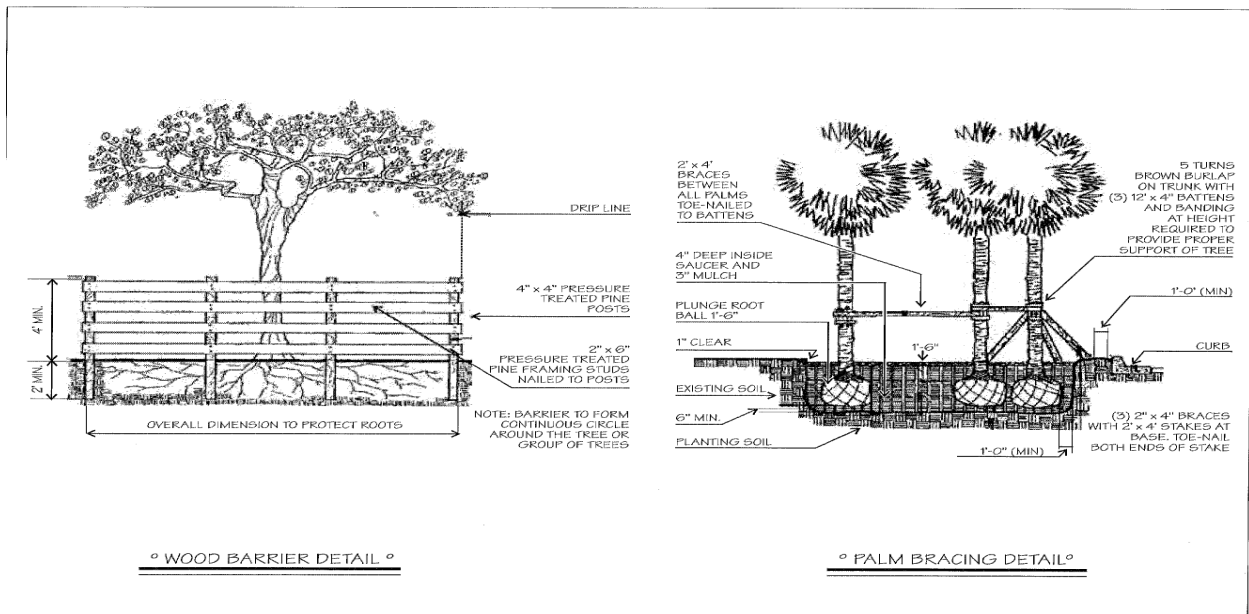 DRIP LINE
4" x 4" PRESSURE
TREATED PINE
POSTS
4' MIN.
2' MIN.
2" x 6"
PRESSURE TREATED
PINE FRAMING STUDS
NAILED TO POSTS
OVERALL DIMENSION TO PROTECT ROOTS
NOTE: BARRIER TO FORM
CONTINUOUS CIRCLE
AROUND THE TREE OR
GROUP OF TREES
° WOOD BARRIER DETAIL °
2' x 4'
BRACES
BETWEEN
ALL PALMS
TOE-NAILED
TO BATTENS
4" DEEP INSIDE
SAUCER AND
3" MULCH
PLUNGE ROOT
BALL 1'-6"
1" CLEAR
EXISTING SOIL
6" MIN.
PLANTING SOIL
1'-6"
5 TURNS
BROWN BURLAP
ON TRUNK WITH
(3) 12' x 4" BATTENS
AND BANDING
AT HEIGHT
REQUIRED TO
PROVIDE PROPER
SUPPORT OF TREE
1'-0' (MIN)
CURB
(3) 2" x 4" BRACES
WITH 2' x 4' STAKES AT
BASE. TOE-NAIL
BOTH ENDS OF STAKE
1'-0" (MIN)
° PALM BRACING DETAIL°